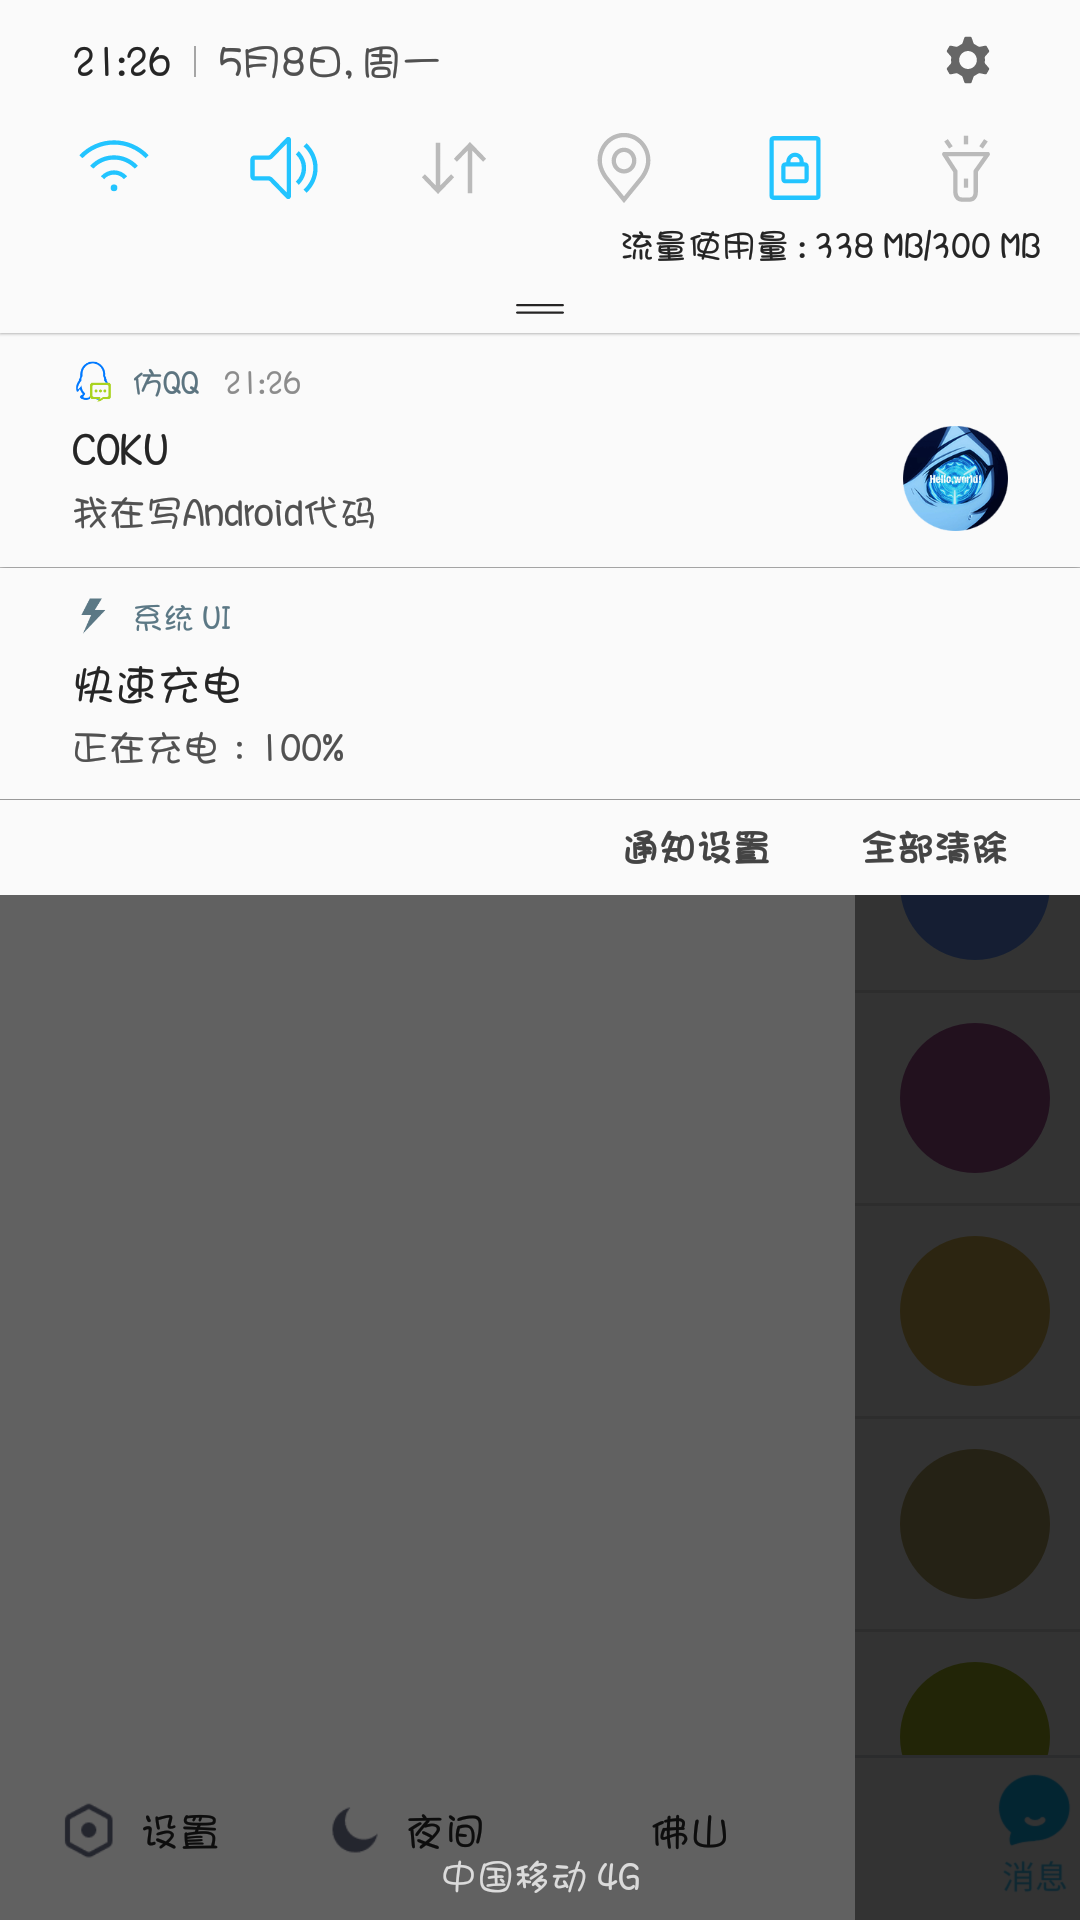 21:26 | 5月8日, 周一
流量使用量 : 338 MB/300 MB
仿QQ 21:26
COKU
我在写Android代码
Hello,world!
系统 UI
快速充电
正在充电 : 100%
通知设置 全部清除
设置 夜间 佛山
中国移动 4G
消息